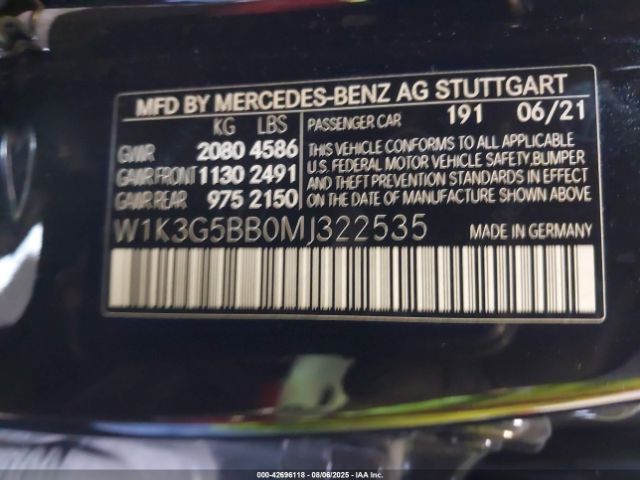 MFD BY MERCEDES-BENZ AG STUTTGART
KG LBS PASSENGER CAR 191 06/21
GVWR 2080 4586
GAWR FRONT 1130 2491
GAWR REAR 975 2150
THIS VEHICLE CONFORMS TO ALL APPLICABLE
U.S. FEDERAL MOTOR VEHICLE SAFETY, BUMPER
AND THEFT PREVENTION STANDARDS IN EFFECT
ON THE DATE OF MANUFACTURE SHOWN ABOVE.
W1K3G5BB0MJ322535 MADE IN GERMANY
000-42696118 - 08/06/2025 - IAA Inc.